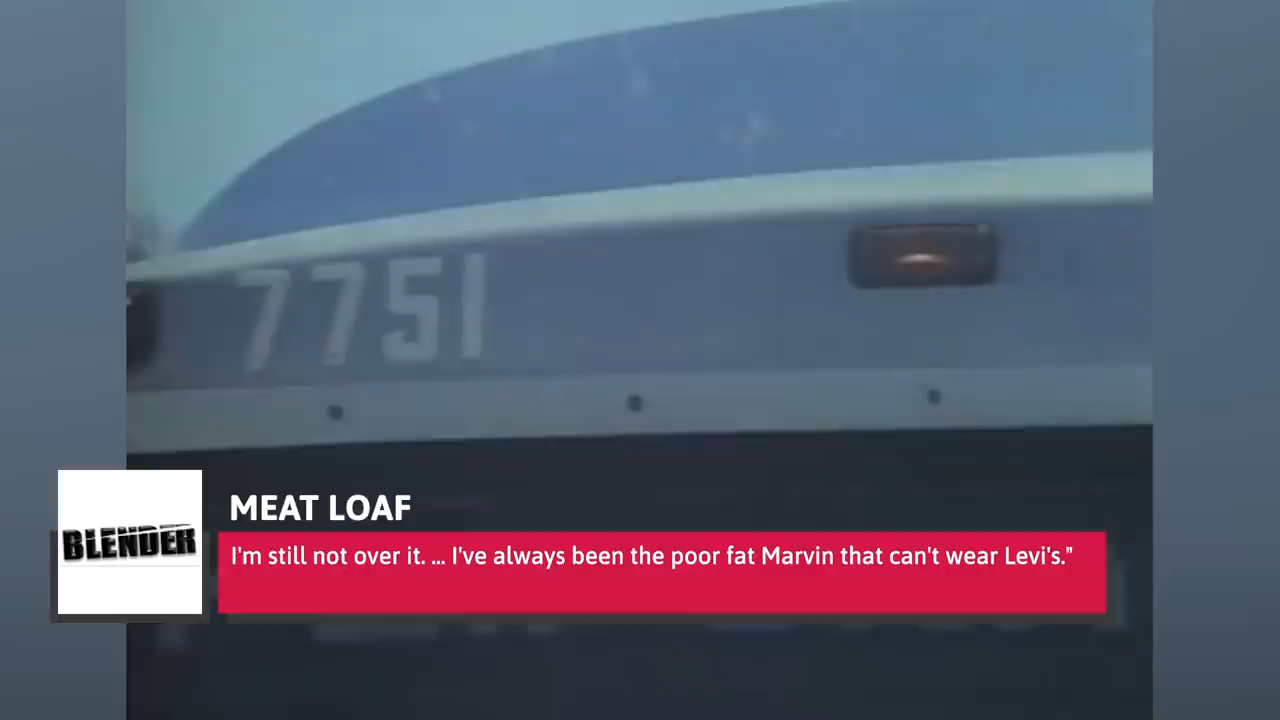 7751
BLENDER
MEAT LOAF
I'm still not over it. ... I've always been the poor fat Marvin that can't wear Levi's."